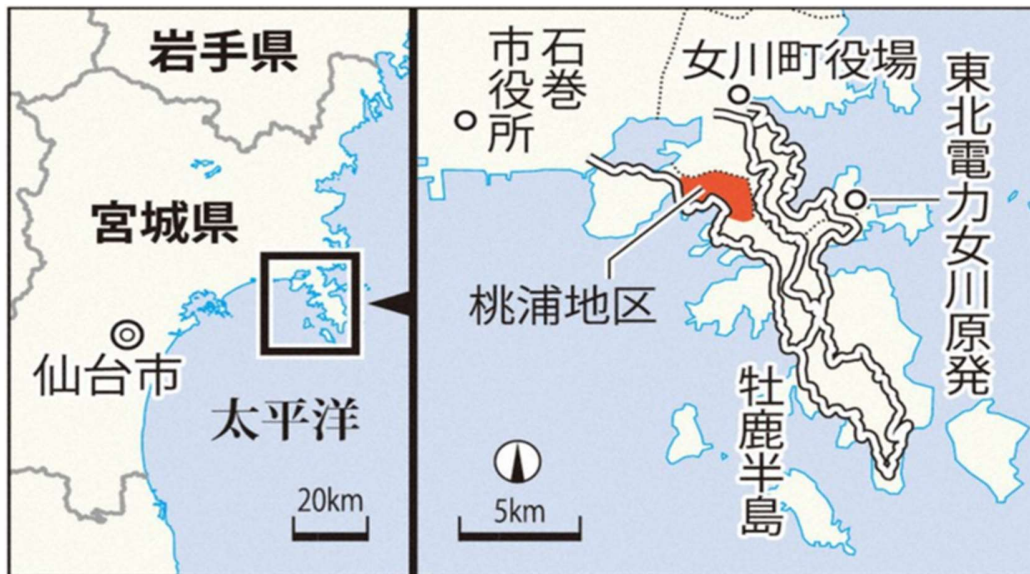 岩手県
宮城県
仙台市
太平洋
20km
石巻
市役所
女川町役場
東北電力女川原発
桃浦地区
牡鹿半島
5km